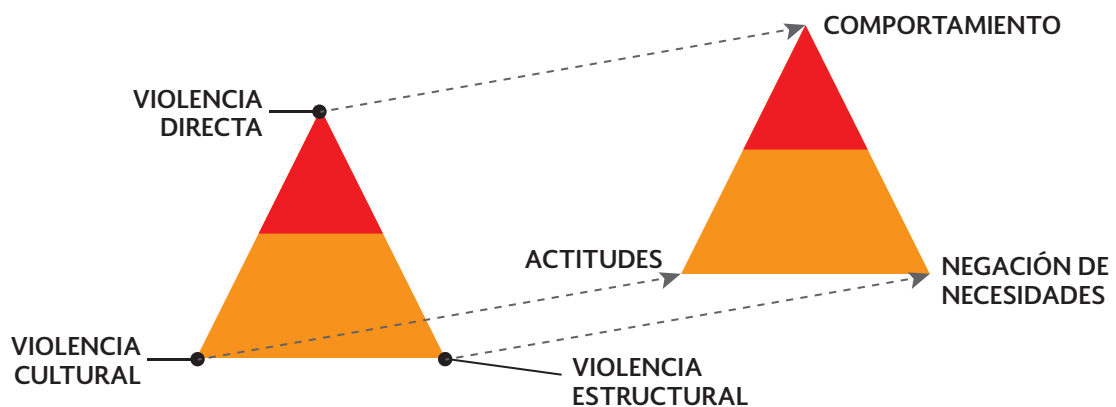 COMPORTAMIENTO
VIOLENCIA
DIRECTA
ACTITUDES
NEGACIÓN DE
NECESIDADES
VIOLENCIA
CULTURAL
VIOLENCIA
ESTRUCTURAL